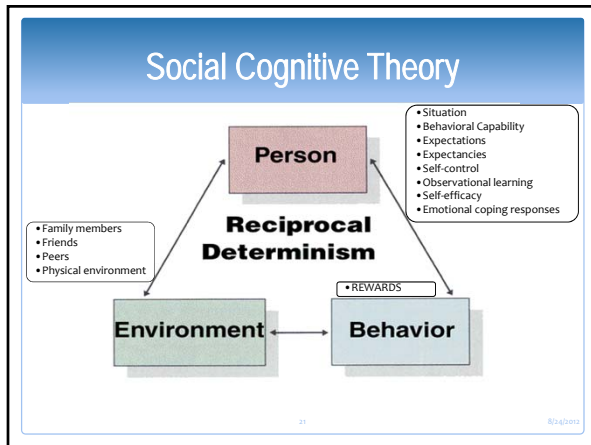 Social Cognitive Theory
• Situation
• Behavioral Capability
• Expectations
• Expectancies
• Self-control
• Observational learning
• Self-efficacy
• Emotional coping responses
Person
Reciprocal
Determinism
• Family members
• Friends
• Peers
• Physical environment
• REWARDS
Environment
Behavior
21
8/24/2012